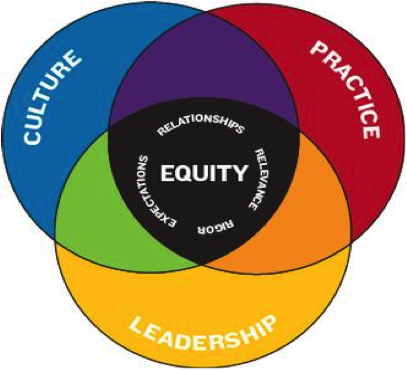 CULTURE
PRACTICE
RELATIONSHIPS
EXPECTATIONS
EQUITY
RELEVANCE
RIGOR
LEADERSHIP